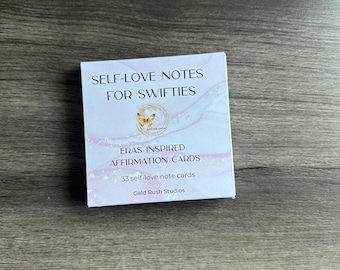 SELF-LOVE NOTES
FOR SWIFTIES
ERAS INSPIRED
AFFIRMATION CARDS
33 self-love note cards
Gold Rush Studios